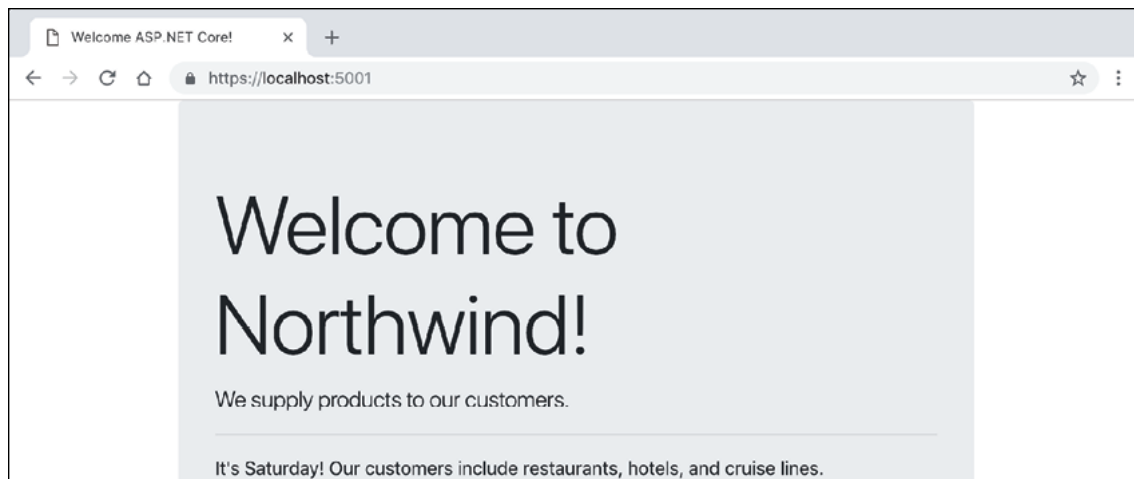 Welcome ASP.NET Core!
https://localhost:5001
Welcome to
Northwind!
We supply products to our customers.
It's Saturday! Our customers include restaurants, hotels, and cruise lines.